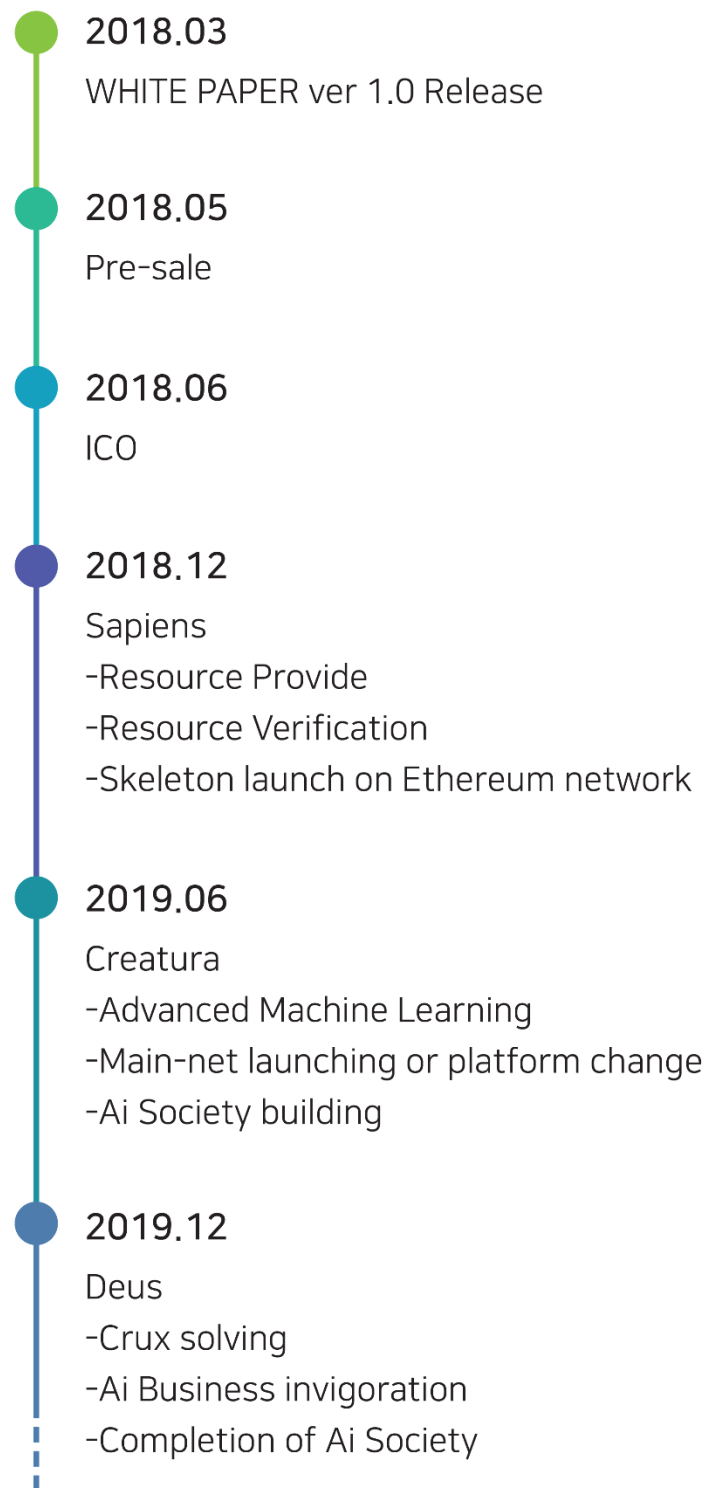 2018.03
WHITE PAPER ver 1.0 Release
2018.05
Pre-sale
2018.06
ICO
2018.12
Sapiens
-Resource Provide
-Resource Verification
-Skeleton launch on Ethereum network
2019.06
Creatura
-Advanced Machine Learning
-Main-net launching or platform change
-Ai Society building
2019.12
Deus
-Crux solving
-Ai Business invigoration
-Completion of Ai Society